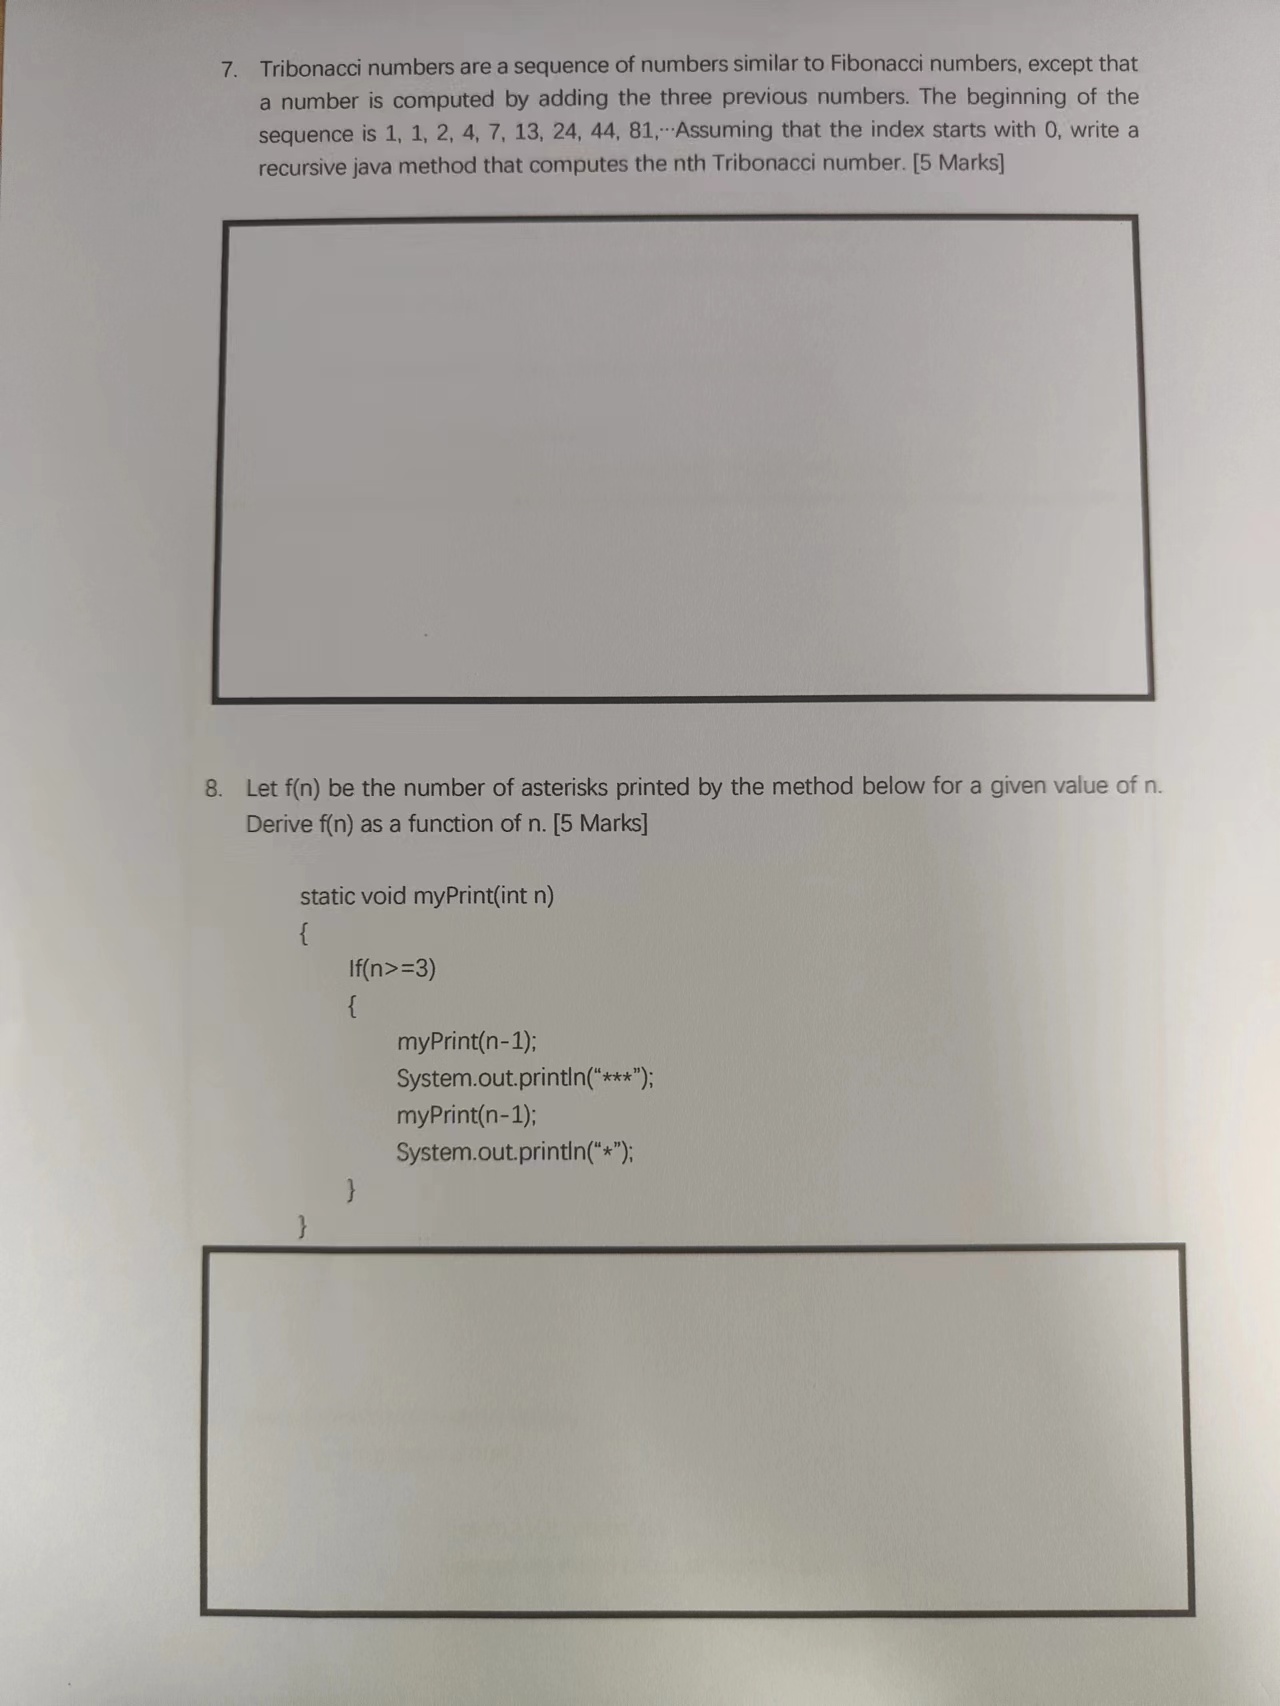 7. Tribonacci numbers are a sequence of numbers similar to Fibonacci numbers, except that
a number is computed by adding the three previous numbers. The beginning of the
sequence is 1, 1, 2, 4, 7, 13, 24, 44, 81,…Assuming that the index starts with 0, write a
recursive java method that computes the nth Tribonacci number. [5 Marks]
8. Let f(n) be the number of asterisks printed by the method below for a given value of n.
Derive f(n) as a function of n. [5 Marks]
static void myPrint(int n)
{
If(n>=3)
{
myPrint(n-1);
System.out.println(“***”);
myPrint(n-1);
System.out.println(“*”);
}
}